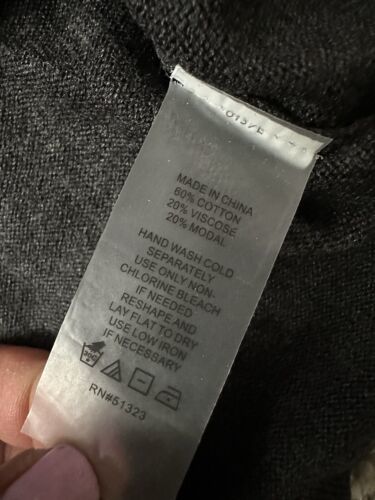 MADE IN CHINA
60% COTTON
20% VISCOSE
20% MODAL
HAND WASH COLD
SEPARATELY
USE ONLY NON-
CHLORINE BLEACH
IF NEEDED
RESHAPE AND
LAY FLAT TO DRY
USE LOW IRON
IF NECESSARY
RN#51323